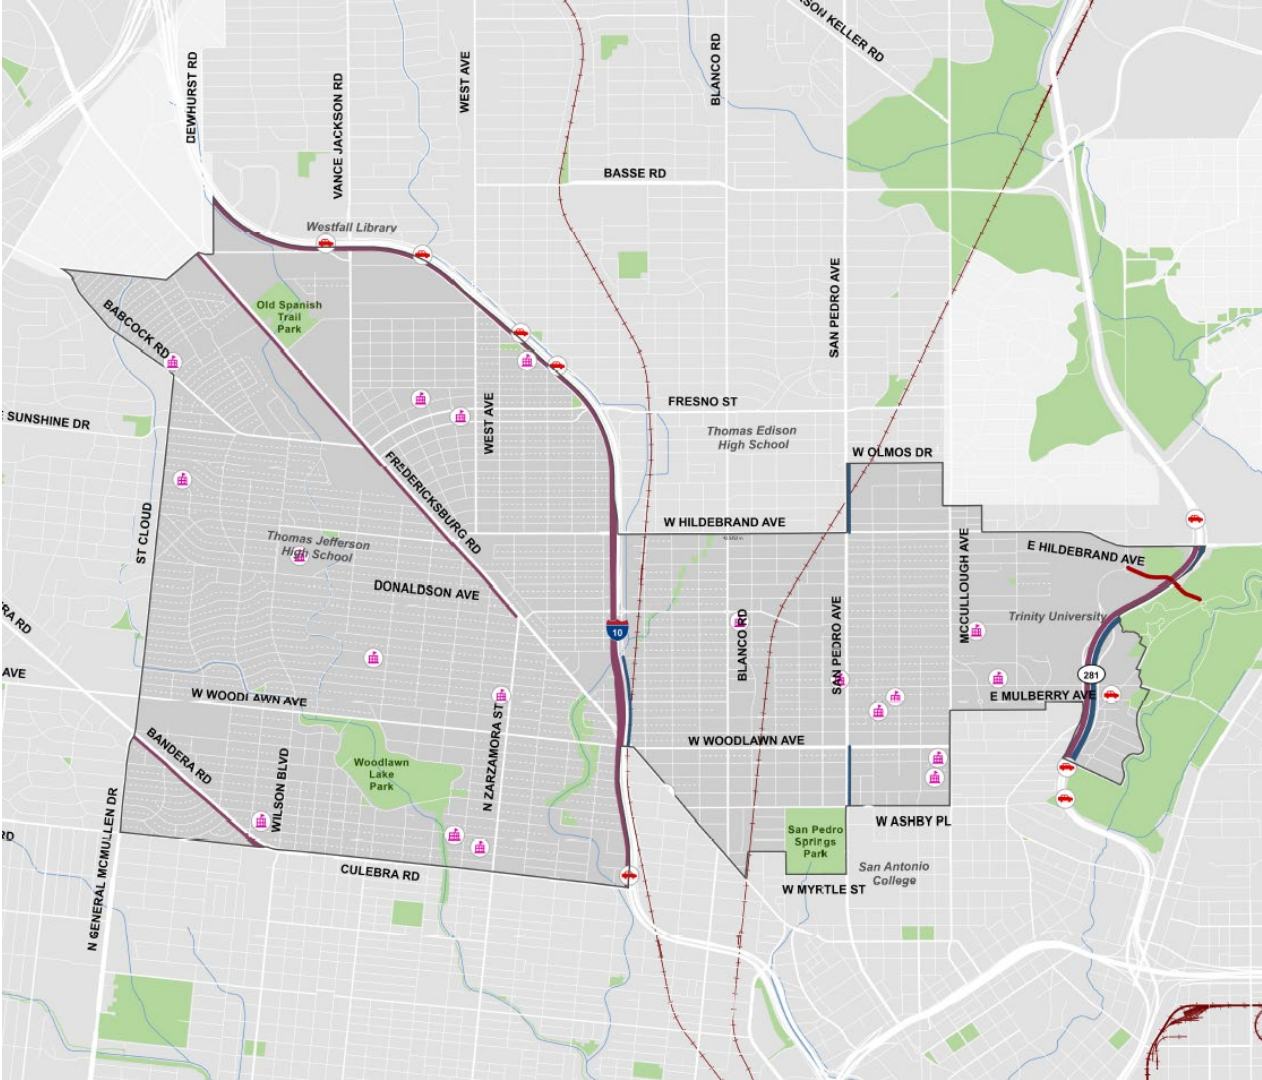 SON KELLER RD
DEWHURST RD
VANCE JACKSON RD
WEST AVE
BLANCO RD
BASSE RD
Westfall Library
SAN PEDRO AVE
Old Spanish
Trail
Park
BABCOCK RD
FRESNO ST
WEST AVE
SUNSHINE DR
Thomas Edison
High School
W OLMOS DR
FREDERICKSBURG RD
ST CLOUD
W HILDEBRAND AVE
MCCULLOUGH AVE
E HILDEBRAND AVE
Thomas Jefferson
High School
DONALDSON AVE
RA RD
10
BLANCO RD
SAN PEDRO AVE
Trinity University
AVE
281
W WOODLAWN AVE
E MULBERRY AVE
BANDERA RD
N ZARZAMORA ST
W WOODLAWN AVE
WILSON BLVD
Woodlawn
Lake
Park
N GENERAL MCMULLEN DR
RD
San Pedro
Springs
Park
W ASHBY PL
CULEBRA RD
San Antonio
College
W MYRTLE ST